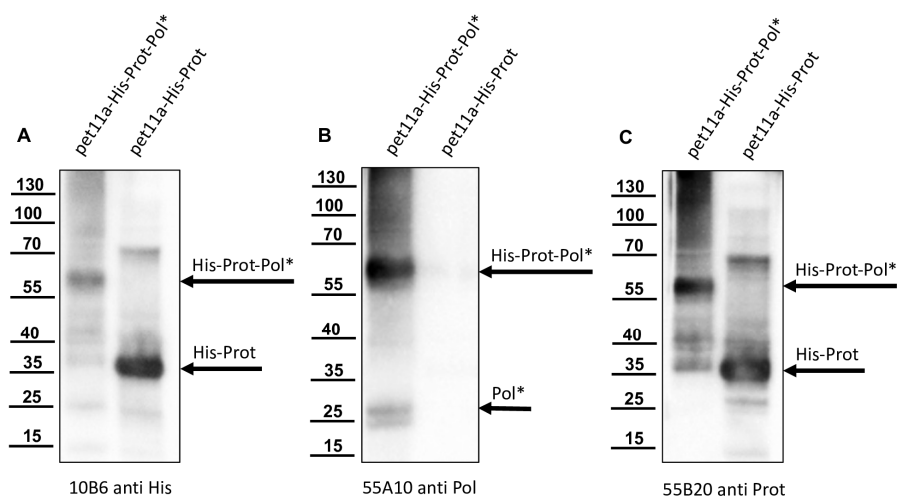 A
pet11a-His-Prot-Pol*
pet11a-His-Prot
130
100
70
55
40
35
25
15
His-Prot-Pol*
His-Prot
10B6 anti His
B
pet11a-His-Prot-Pol*
pet11a-His-Prot
130
100
70
55
40
35
25
15
His-Prot-Pol*
Pol*
55A10 anti Pol
C
pet11a-His-Prot-Pol*
pet11a-His-Prot
130
100
70
55
40
35
25
15
His-Prot-Pol*
His-Prot
55B20 anti Prot